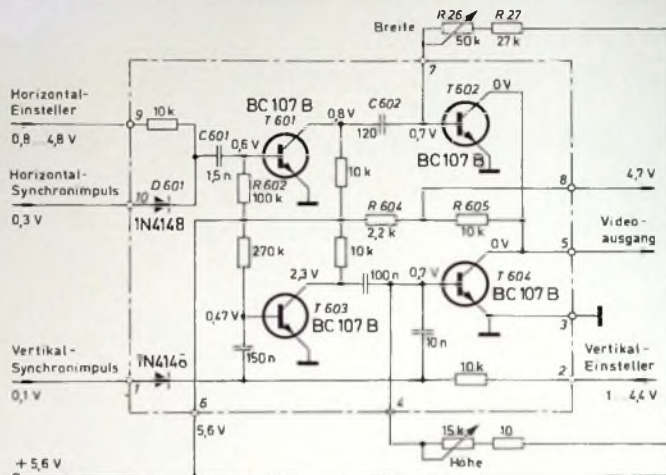 R 26
R 27
Breite
50 k
27 k
7
Horizontal-
Einsteller
0,8 ... 4,8 V
9
10 k
C 601
1,5 n
0,6 V
BC 107 B
T 601
0,8 V
C 602
120
0,7 V
T 602
0 V
BC 107 B
Horizontal-
Synchronimpuls
0,3 V
10
D 601
1N4148
R 602
100 k
10 k
R 604
2,2 k
R 605
10 k
8
4,7 V
Video-
ausgang
5
270 k
10 k
2,3 V
100 n
0,7 V
0 V
T 604
BC 107 B
0,47 V
T 603
BC 107 B
150 n
10 n
3
Vertikal-
Synchronimpuls
0,1 V
1N4148
1
10 k
2
Vertikal-
Einsteller
1 ... 4,4 V
6
5,6 V
4
15 k
10
Höhe
+ 5,6 V